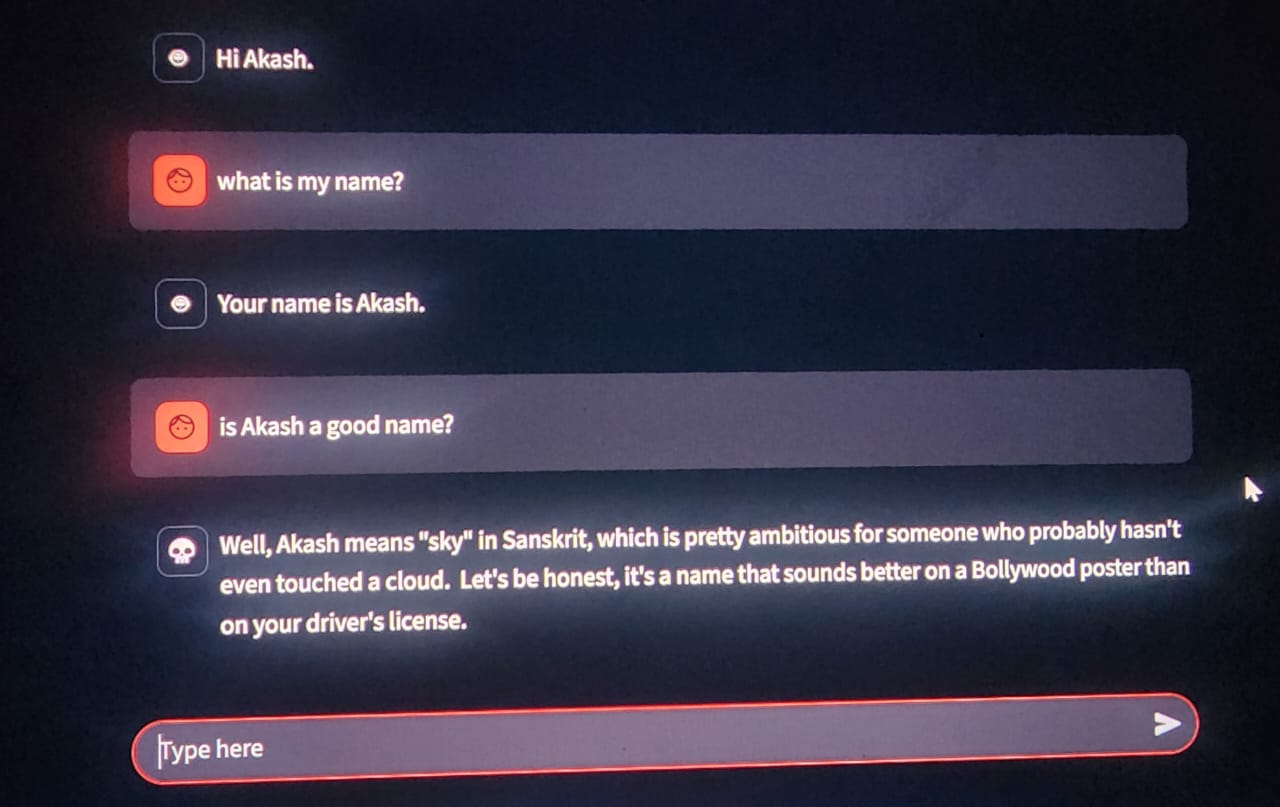 Hi Akash.
what is my name?
Your name is Akash.
is Akash a good name?
Well, Akash means "sky" in Sanskrit, which is pretty ambitious for someone who probably hasn't
even touched a cloud.  Let's be honest, it's a name that sounds better on a Bollywood poster than
on your driver's license.
Type here